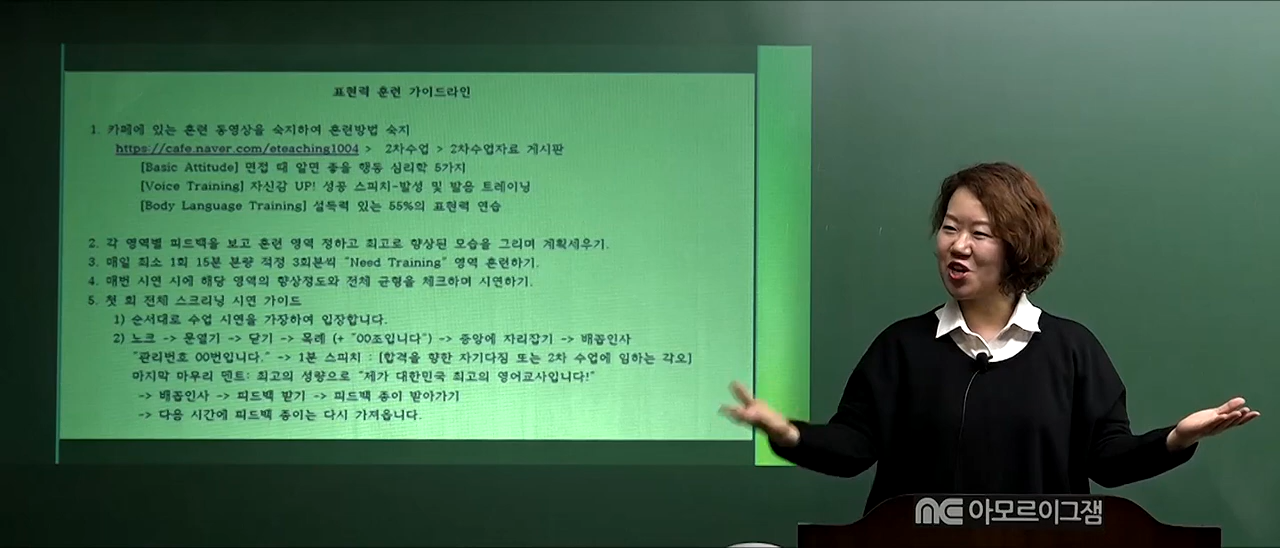 표현력 훈련 가이드라인
1. 카페에 있는 훈련 동영상을 숙지하여 훈련방법 숙지
https://cafe.naver.com/eteaching1004 > 2차수업 > 2차수업자료 게시판
[Basic Attitude] 면접 때 알면 좋을 행동 심리학 5가지
[Voice Training] 자신감 UP! 성공 스피치-발성 및 발음 트레이닝
[Body Language Training] 설득력 있는 55%의 표현력 연습
2. 각 영역별 피드백을 보고 훈련 영역 정하고 최고로 향상된 모습을 그리며 계획세우기.
3. 매일 최소 1회 15분 분량 적정 3회분씩 "Need Training" 영역 훈련하기.
4. 매번 시연 시에 해당 영역의 향상정도와 전체 균형을 체크하며 시연하기.
5. 첫 회 전체 스크리닝 시연 가이드
1) 순서대로 수업 시연을 가장하여 입장합니다.
2) 노크 -> 문열기 -> 닫기 -> 목례 (+ "00조입니다") -> 중앙에 자리잡기 -> 배꼽인사
"관리번호 00번입니다." -> 1분 스피치 : [합격을 향한 자기다짐 또는 2차 수업에 임하는 각오]
마지막 마무리 멘트: 최고의 성량으로 "제가 대한민국 최고의 영어교사입니다!"
-> 배꼽인사 -> 피드백 받기 -> 피드백 종이 받아가기
-> 다음 시간에 피드백 종이는 다시 가져옵니다.
아모르이그잼